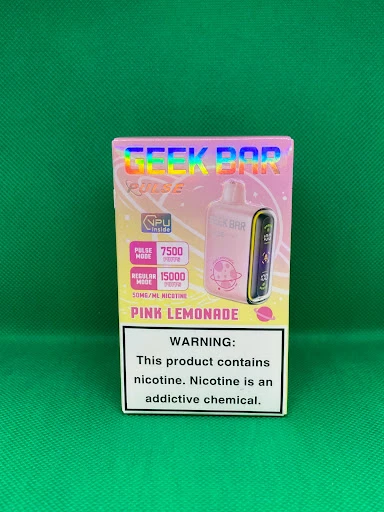 GEEK BAR
PULSE
VPU
inside
PULSE MODE 7500 PUFFS
REGULAR MODE 15000 PUFFS
50MG/ML NICOTINE
PINK LEMONADE
GEEK BAR
WARNING:
This product contains
nicotine. Nicotine is an
addictive chemical.